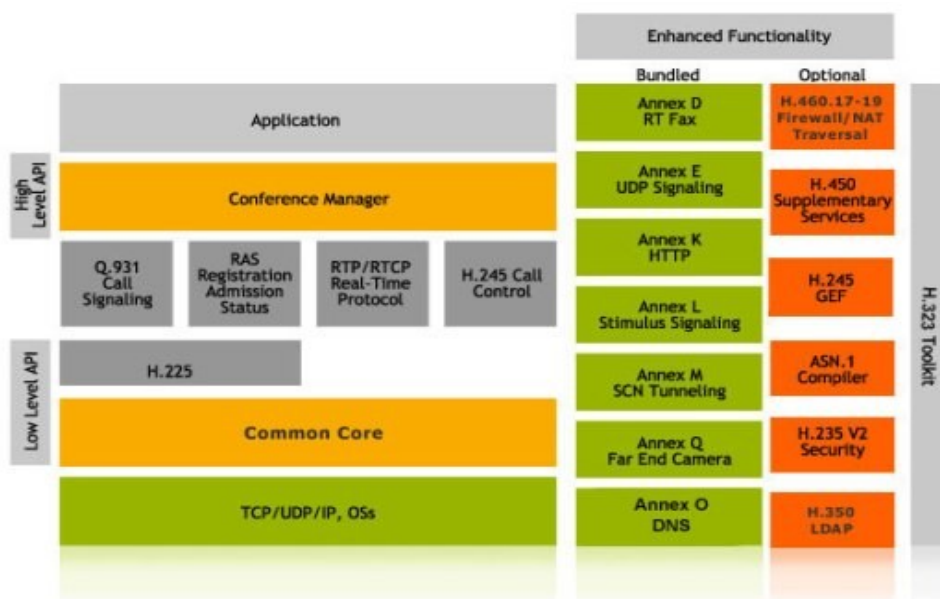 Enhanced Functionality
Bundled
Optional
Application
High
Level API
Conference Manager
Q.931
Call
Signaling
RAS
Registration
Admission
Status
RTP/RTCP
Real-Time
Protocol
H.245 Call
Control
Low Level API
H.225
Common Core
TCP/UDP/IP, OSs
Annex D
RT Fax
Annex E
UDP Signaling
Annex K
HTTP
Annex L
Stimulus Signaling
Annex M
SCN Tunneling
Annex Q
Far End Camera
Annex O
DNS
H.460.17-19
Firewall/NAT
Traversal
H.450
Supplementary
Services
H.245
GEF
ASN.1
Compiler
H.235 V2
Security
H.350
LDAP
H.323 Toolkit